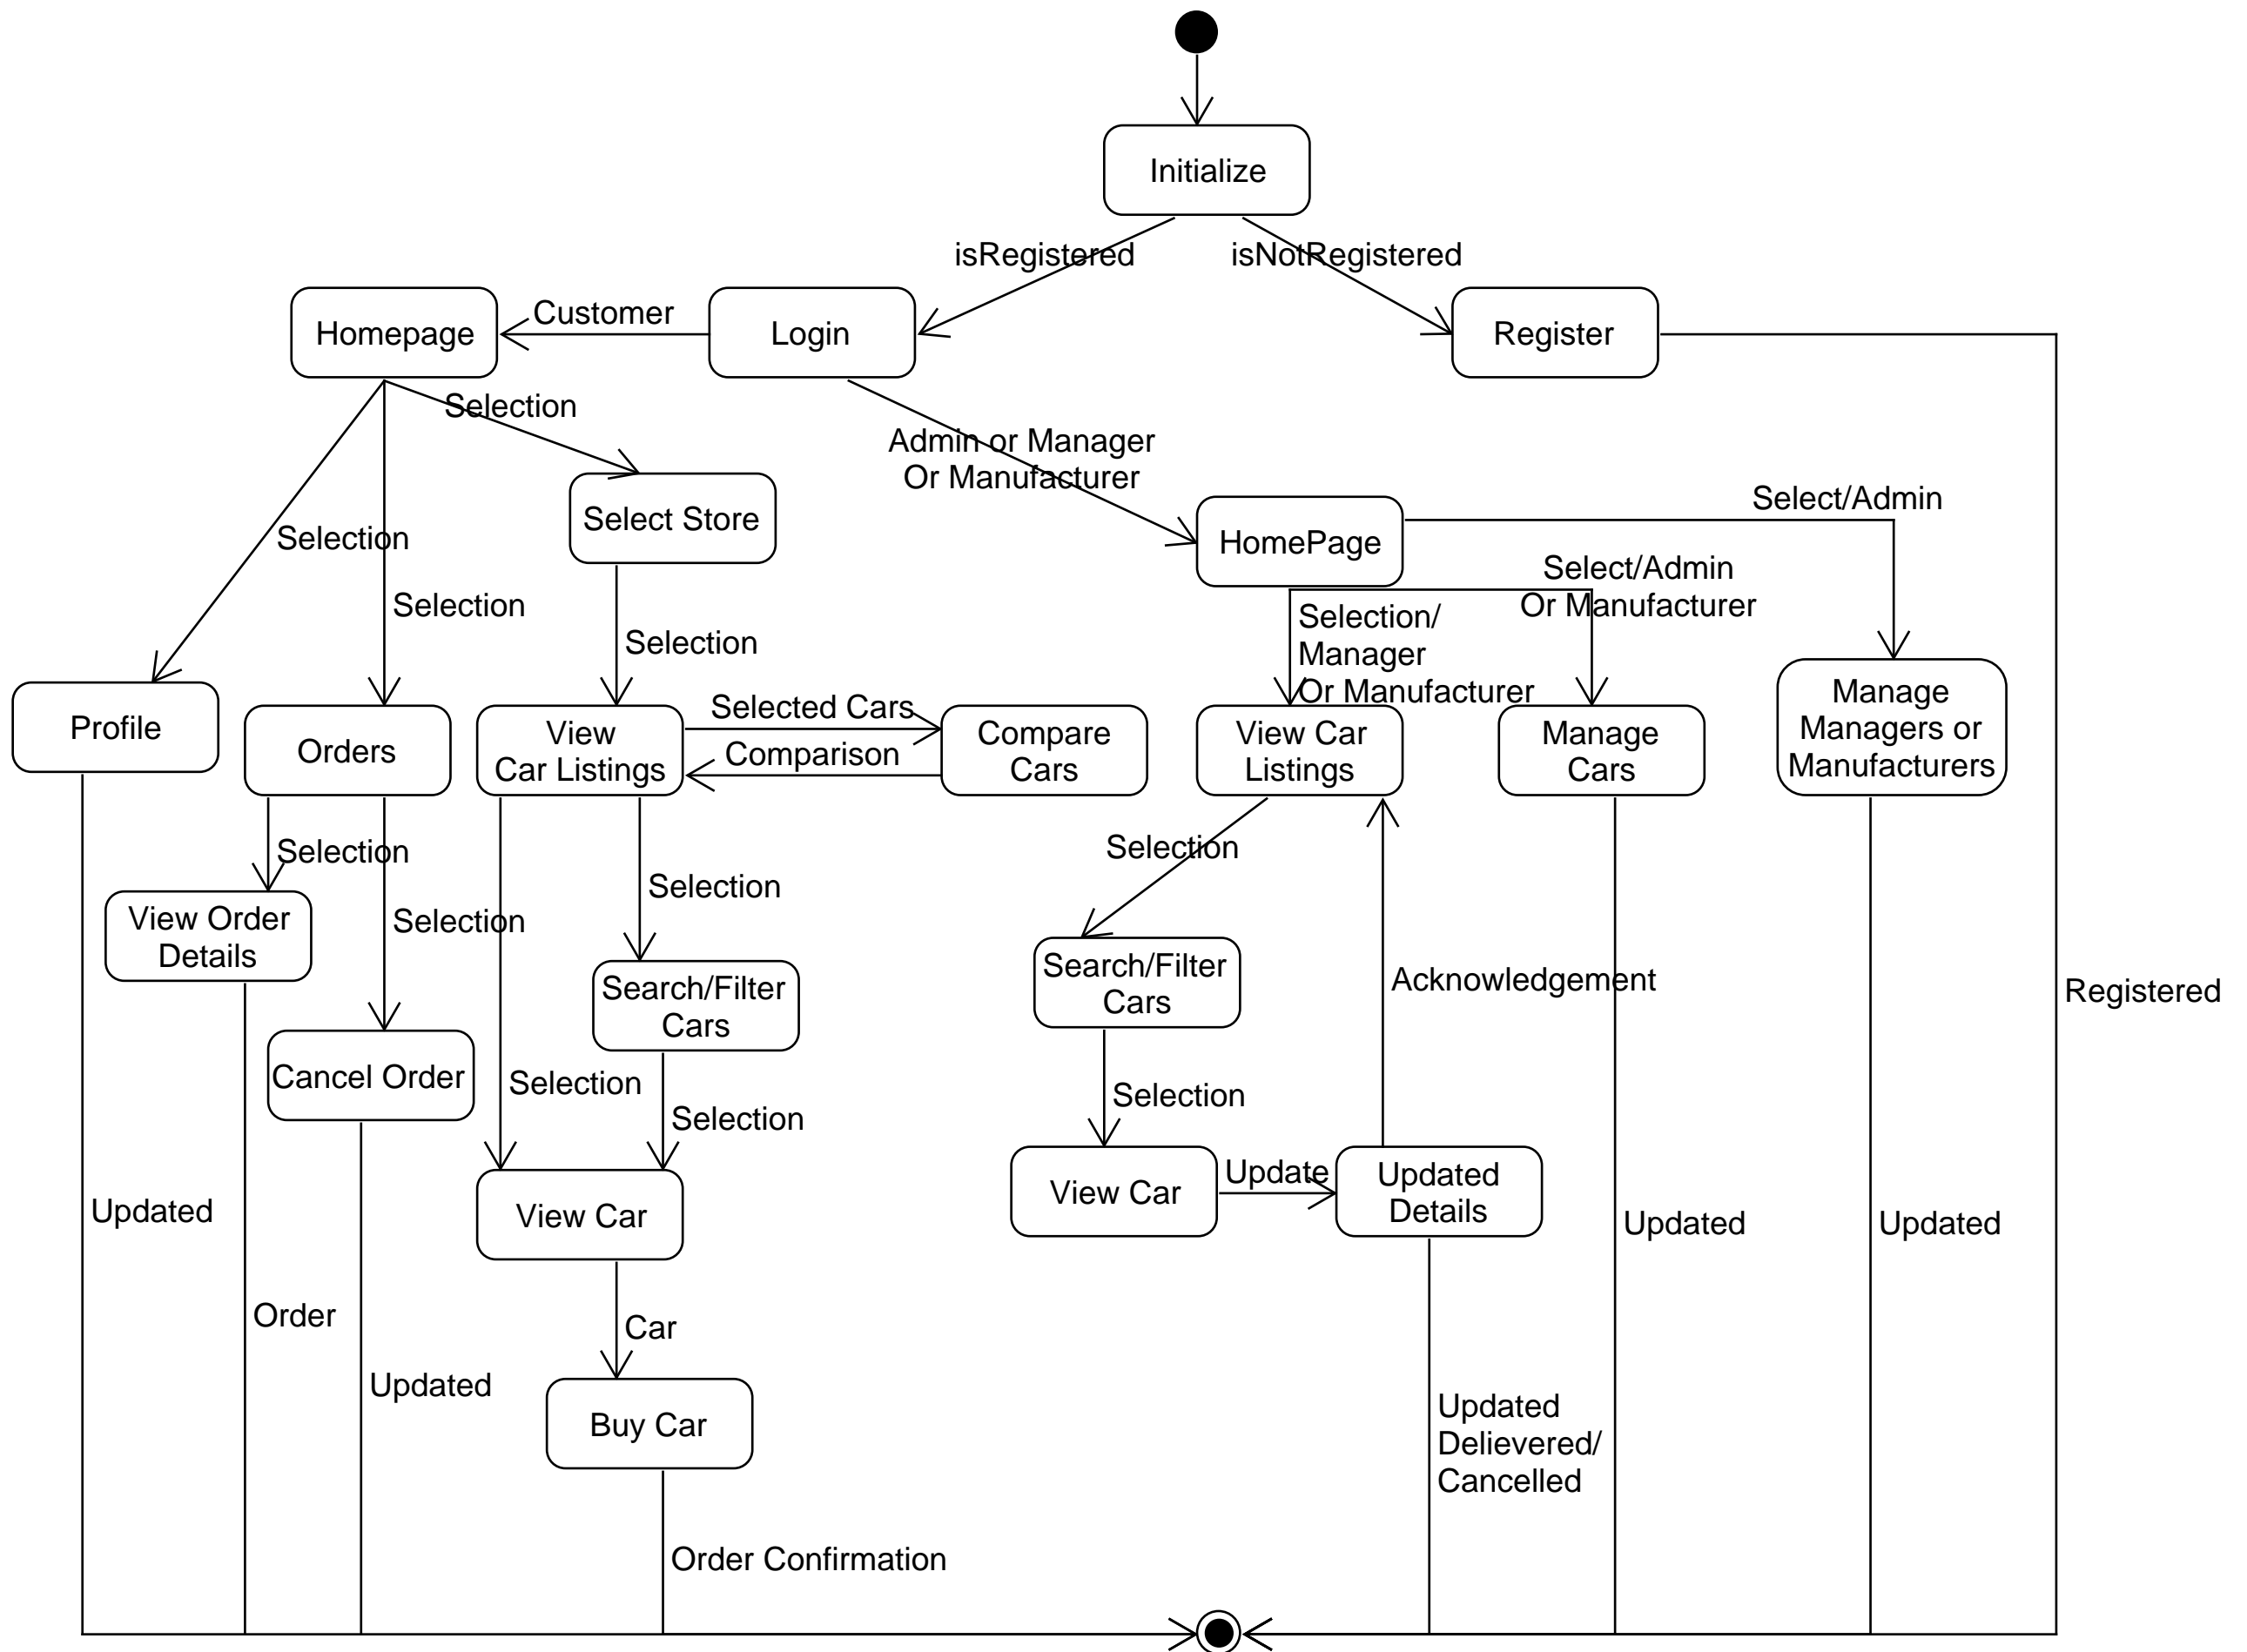 Initialize
isRegistered
isNotRegistered
Customer
Homepage
Login
Register
Selection
Admin or Manager
Or Manufacturer
Select/Admin
Select Store
HomePage
Selection
Select/Admin
Or Manufacturer
Selection
Selection/
Manager
Or Manufacturer
Selection
Profile
Orders
View
Car Listings
Selected Cars
Comparison
Compare
Cars
View Car
Listings
Manage
Cars
Manage
Managers or
Manufacturers
Selection
Selection
Selection
Selection
View Order
Details
Search/Filter
Cars
Search/Filter
Cars
Acknowledgement
Registered
Cancel Order
Selection
Selection
Selection
View Car
View Car
Update
Updated
Details
Updated
Updated
Updated
Order
Car
Updated
Updated
Delievered/
Cancelled
Buy Car
Order Confirmation